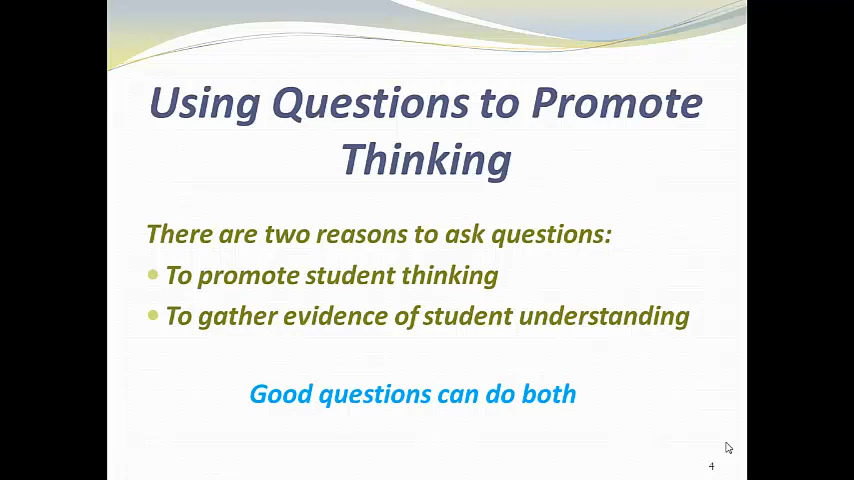 Using Questions to Promote
Thinking
There are two reasons to ask questions:
• To promote student thinking
• To gather evidence of student understanding
Good questions can do both
4